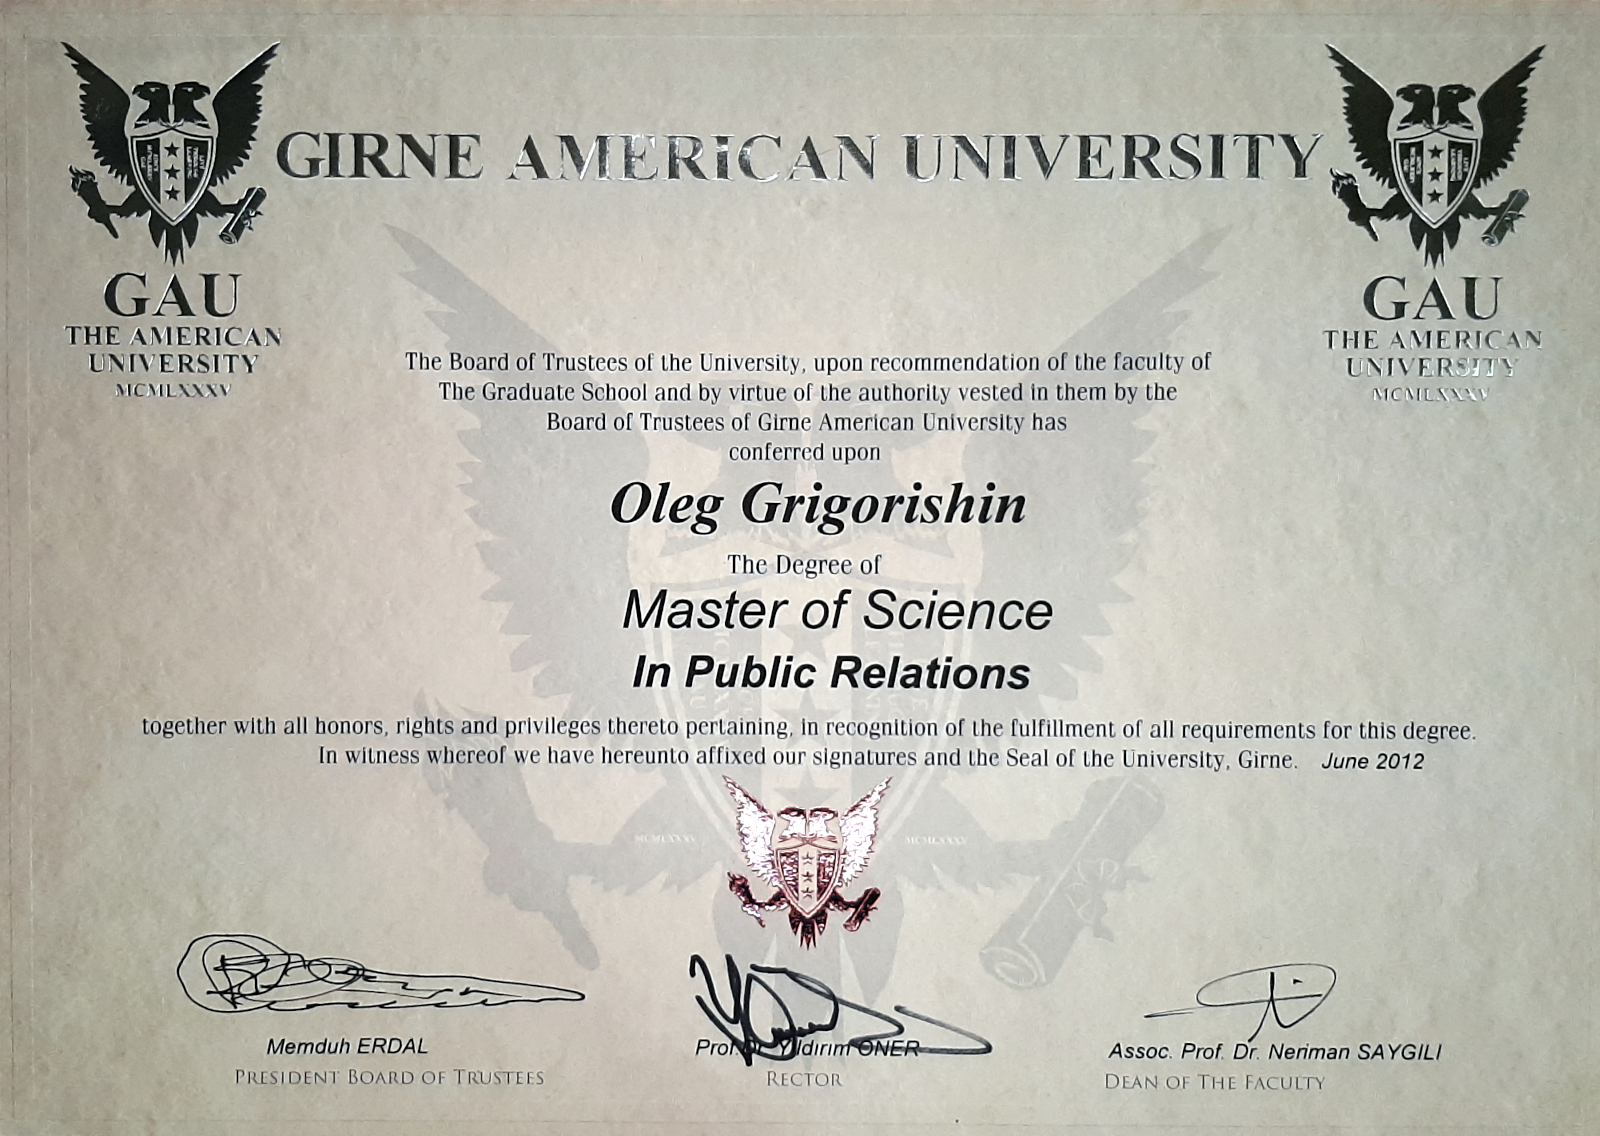 GIRNE AMERICAN UNIVERSITY
GAU
THE AMERICAN
UNIVERSITY
MCMLXXXV
GAU
THE AMERICAN
UNIVERSITY
MCMLXXXV
The Board of Trustees of the University, upon recommendation of the faculty of
The Graduate School and by virtue of the authority vested in them by the
Board of Trustees of Girne American University has
conferred upon
Oleg Grigorishin
The Degree of
Master of Science
In Public Relations
together with all honors, rights and privileges thereto pertaining, in recognition of the fulfillment of all requirements for this degree.
In witness whereof we have hereunto affixed our signatures and the Seal of the University, Girne. June 2012
MCMLXXXV MCMLXXXV
Memduh ERDAL
PRESIDENT BOARD OF TRUSTEES
Prof. Dr. Yıldırım ONER
RECTOR
Assoc. Prof. Dr. Neriman SAYGILI
DEAN OF THE FACULTY